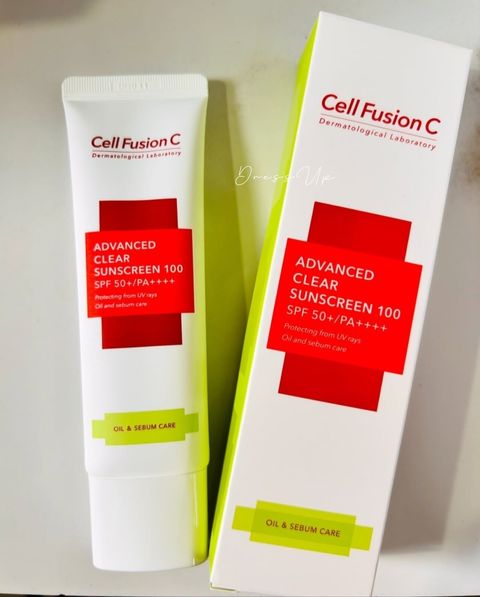 Cell Fusion C
Dermatological Laboratory
ADVANCED
CLEAR
SUNSCREEN 100
SPF 50+/PA++++
Protecting from UV rays
Oil and sebum care
OIL & SEBUM CARE
Dress Up
Cell Fusion C
Dermatological Laboratory
ADVANCED
CLEAR
SUNSCREEN 100
SPF 50+/PA++++
Protecting from UV rays
Oil and sebum care
OIL & SEBUM CARE